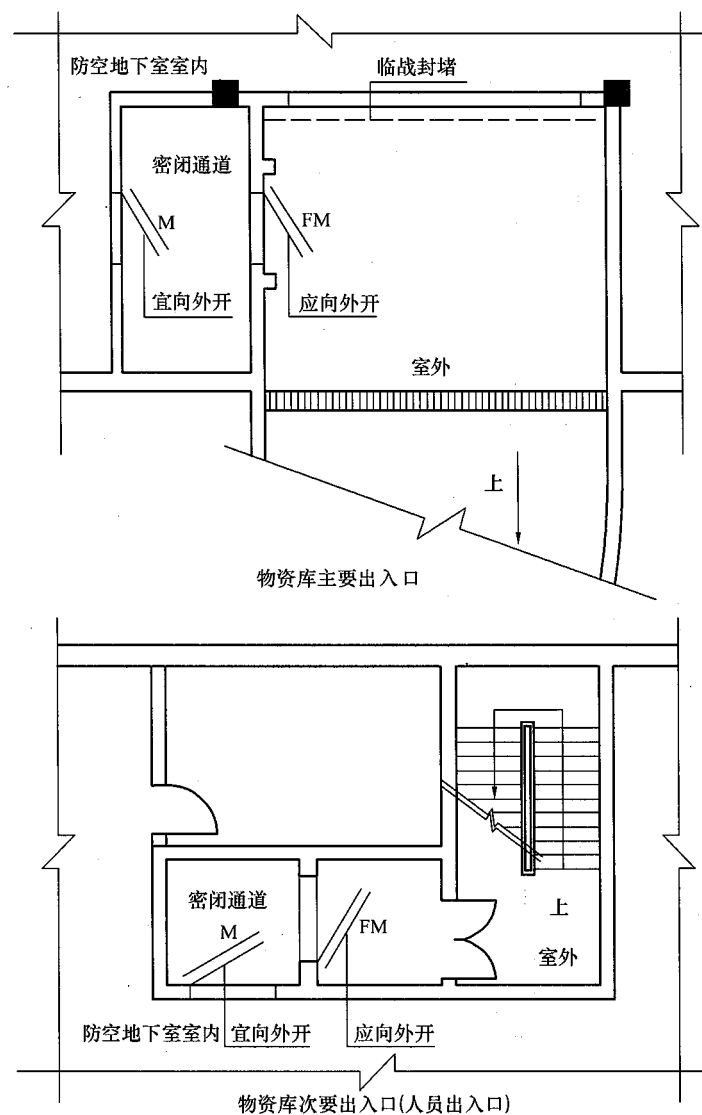 防空地下室室内
临战封堵
密闭通道
M
FM
宜向外开
应向外开
室外
上
物资库主要出入口
密闭通道
M
FM
上
室外
防空地下室室内
宜向外开
应向外开
物资库次要出入口(人员出入口)